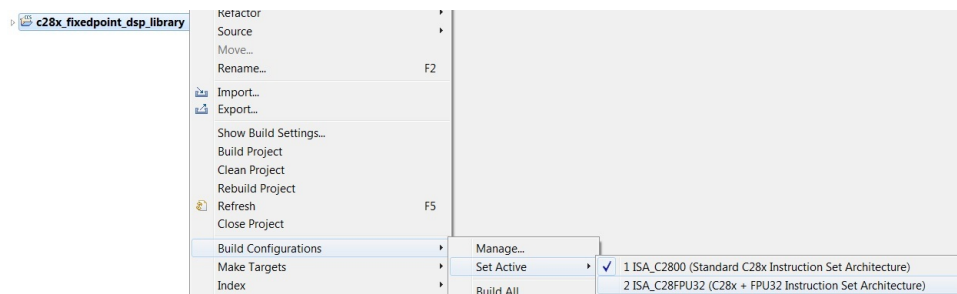 c28x_fixedpoint_dsp_library
Refactor
Source
Move...
Rename... F2
Import...
Export...
Show Build Settings...
Build Project
Clean Project
Rebuild Project
Refresh F5
Close Project
Build Configurations
Make Targets
Index
Manage...
Set Active
Build All
1 ISA_C2800 (Standard C28x Instruction Set Architecture)
2 ISA_C28FPU32 (C28x + FPU32 Instruction Set Architecture)